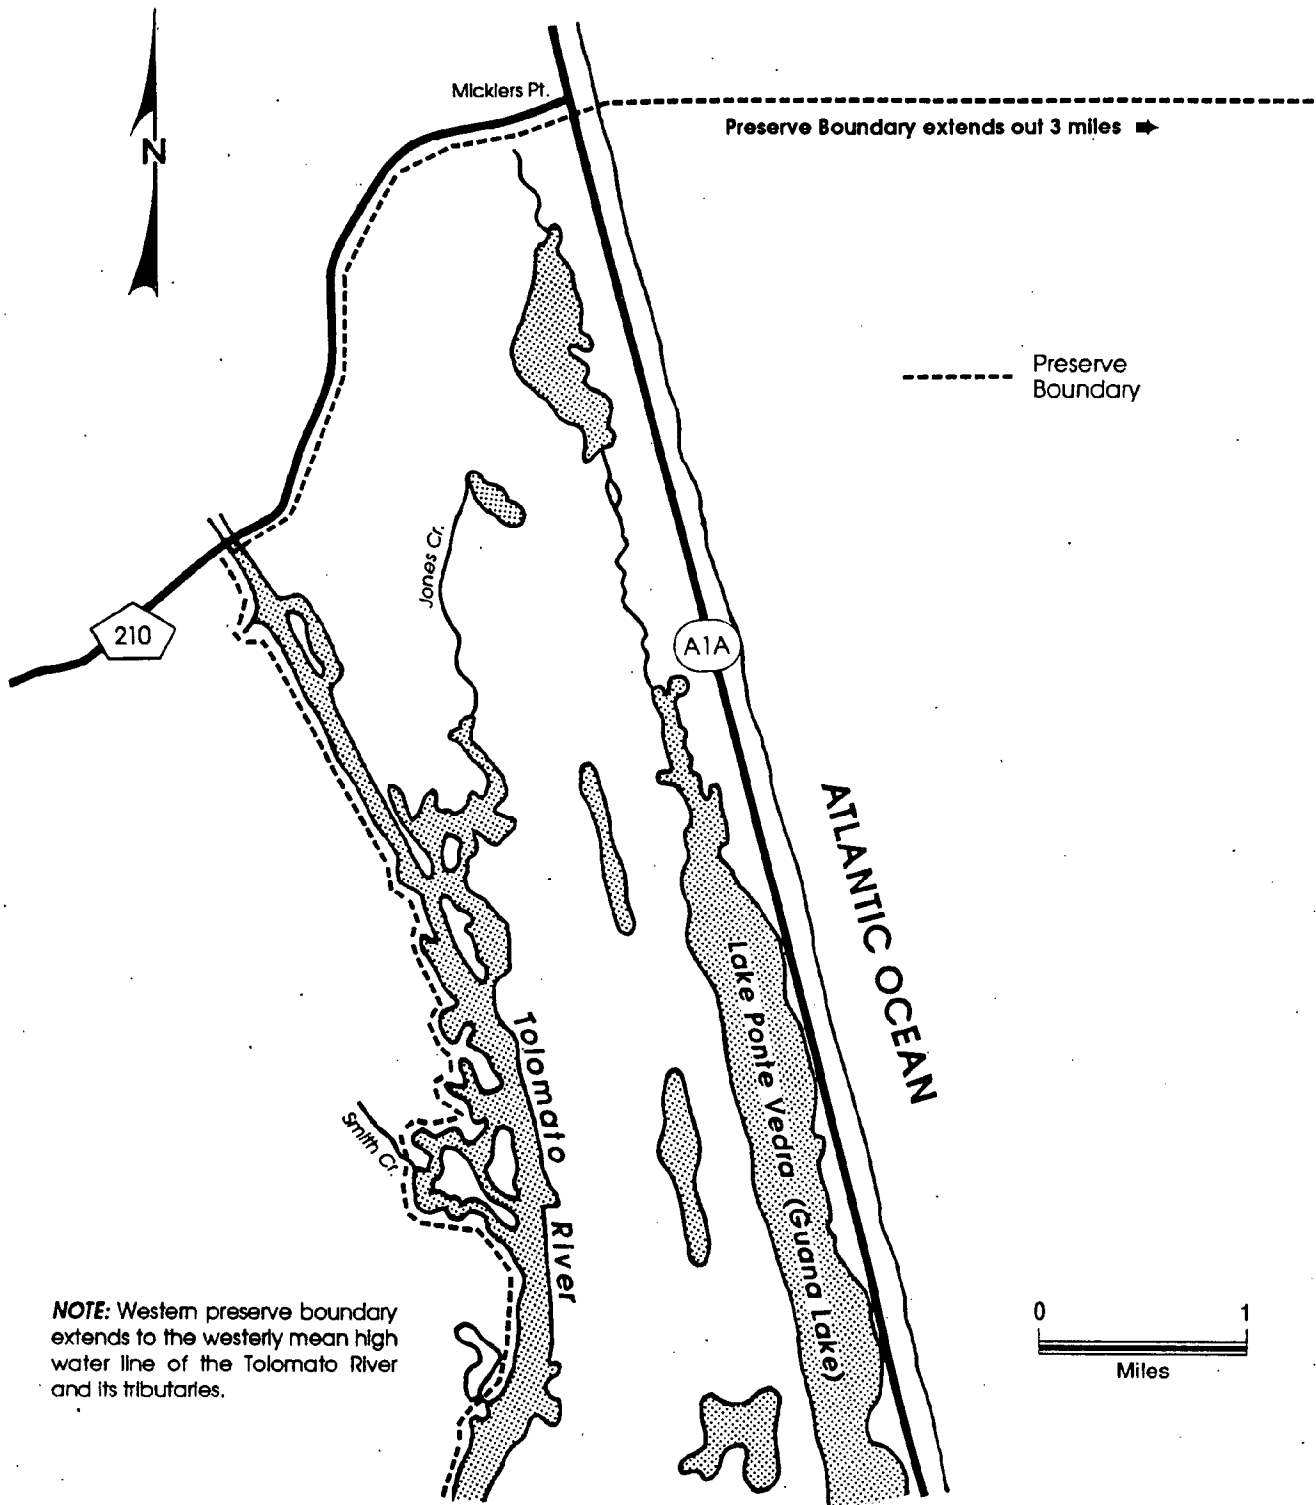 N
Micklers Pt.
Preserve Boundary extends out 3 miles
Preserve
Boundary
Jones Cr.
210
A1A
ATLANTIC OCEAN
Lake Ponte Vedra (Guana Lake)
Tolomato River
Smith Cr.
NOTE: Western preserve boundary
extends to the westerly mean high
water line of the Tolomato River
and its tributaries.
0 1
Miles